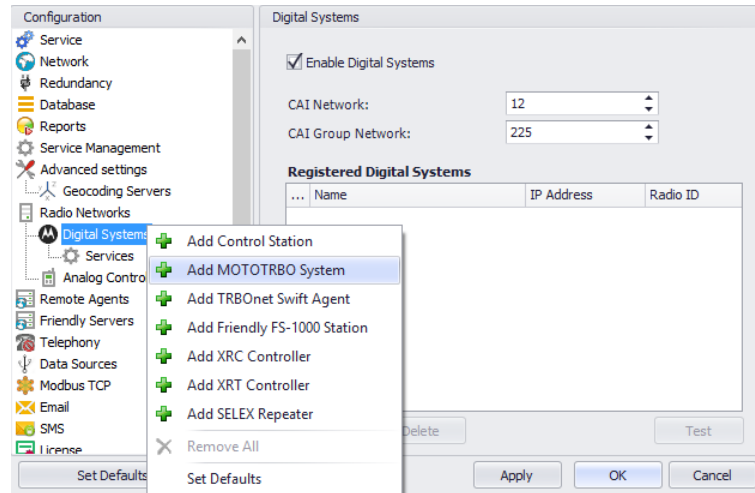 Configuration
Service
Network
Redundancy
Database
Reports
Service Management
Advanced settings
Geocoding Servers
Radio Networks
Digital Systems
Services
Analog Contro
Remote Agents
Friendly Servers
Telephony
Data Sources
Modbus TCP
Email
SMS
License
Set Defaults
Add Control Station
Add MOTOTRBO System
Add TRBOnet Swift Agent
Add Friendly FS-1000 Station
Add XRC Controller
Add XRT Controller
Add SELEX Repeater
Remove All
Set Defaults
Digital Systems
Enable Digital Systems
CAI Network: 12
CAI Group Network: 225
Registered Digital Systems
... Name IP Address Radio ID
Delete Test
Apply OK Cancel